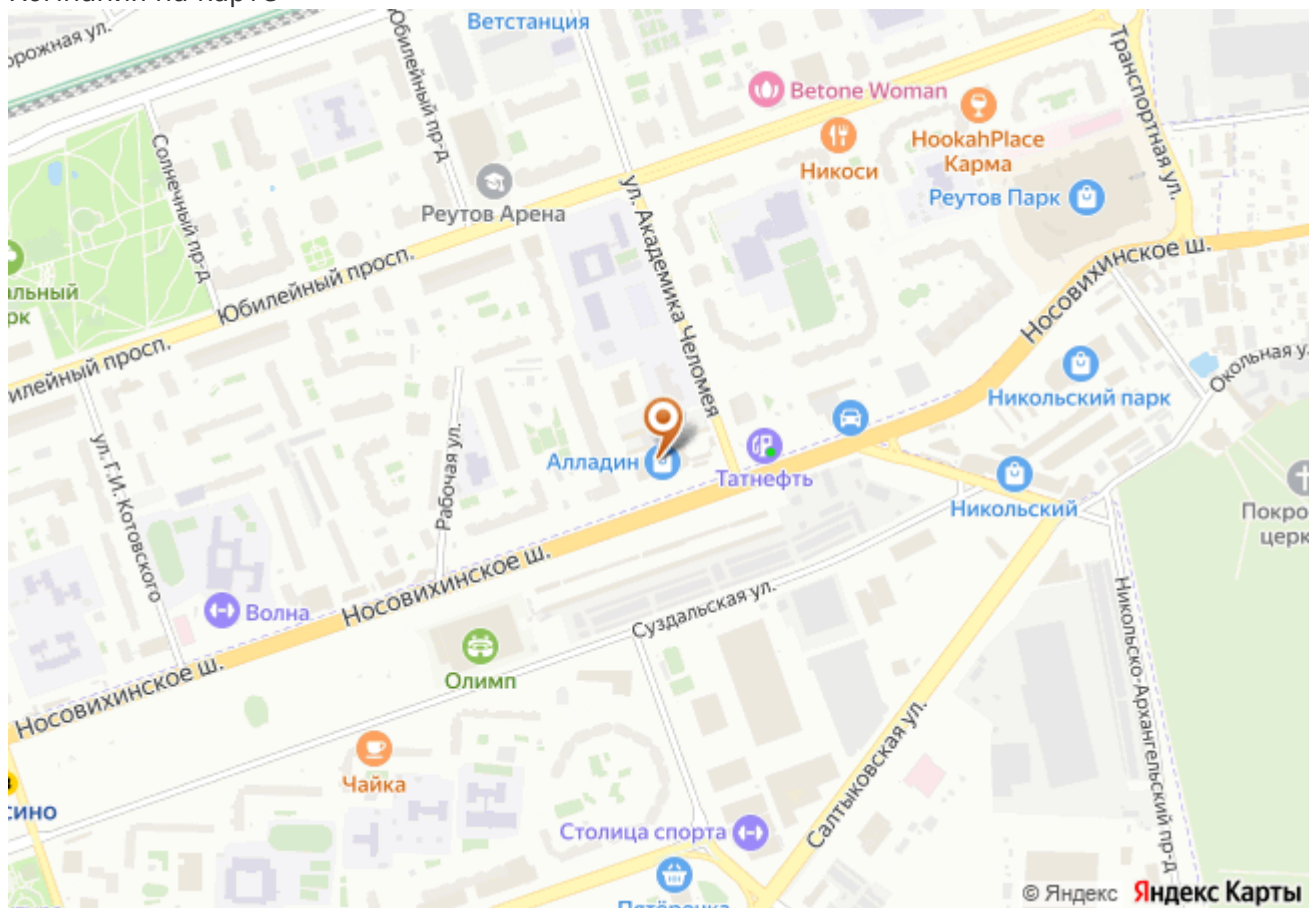 Ветстанция
Юбилейный пр-д
Транспортная ул.
Betone Woman
HookahPlace
Карма
Солнечный пр-д
Никоси
Реутов Арена
ул. Академика Челомея
Реутов Парк
Носовихинское ш.
Юбилейный просп.
Окольная у
Никольский парк
ул. Г.И. Котовского
Рабочая ул.
Алладин
Татнефть
Никольский
Покро
церк
Носовихинское ш.
Волна
Суздальская ул.
Никольско-Архангельский пр-д
Олимп
Носовихинское ш.
Салтыковская ул.
Чайка
Столица спорта
© Яндекс Яндекс Карты